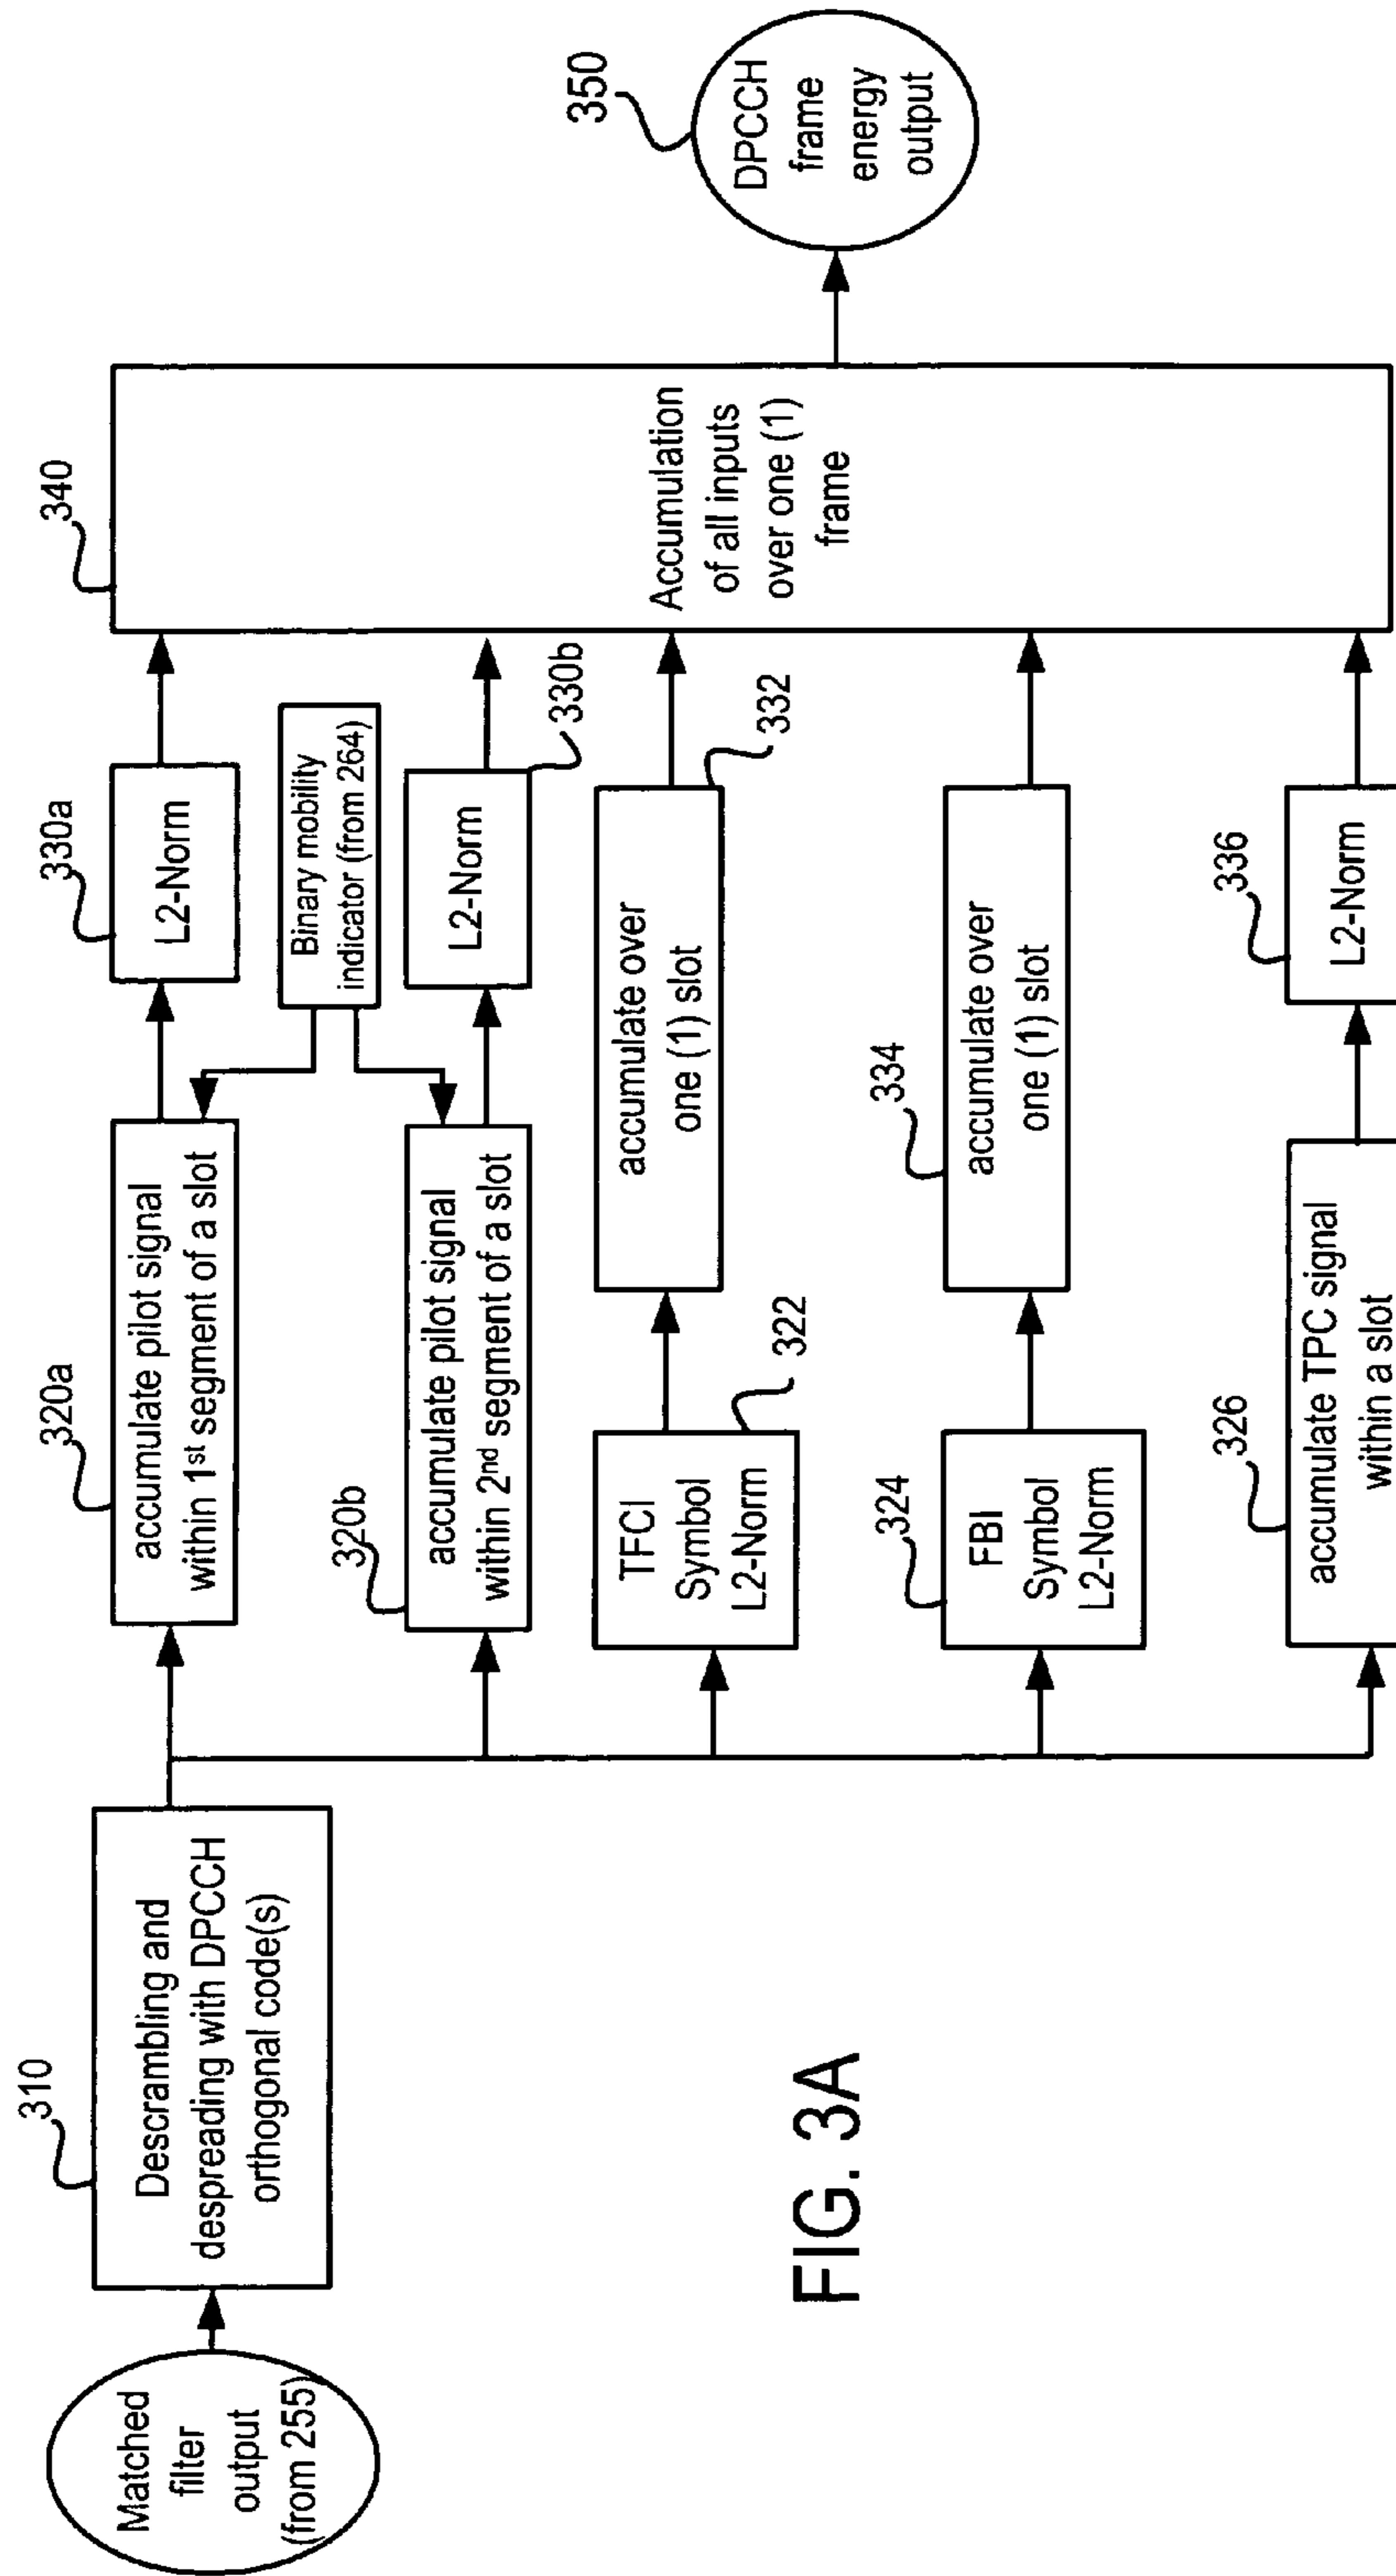 Matched
filter
output
(from 255)
310
Descrambling and
despreading with DPCCH
orthogonal code(s)
320a
accumulate pilot signal
within 1st segment of a slot
330a
L2-Norm
Binary mobility
indicator (from 264)
320b
accumulate pilot signal
within 2nd segment of a slot
L2-Norm
330b
TFCI
Symbol
L2-Norm
322
accumulate over
one (1) slot
332
324
FBI
Symbol
L2-Norm
334
accumulate over
one (1) slot
326
accumulate TPC signal
within a slot
336
L2-Norm
340
Accumulation
of all inputs
over one (1)
frame
350
DPCCH
frame
energy
output
FIG. 3A